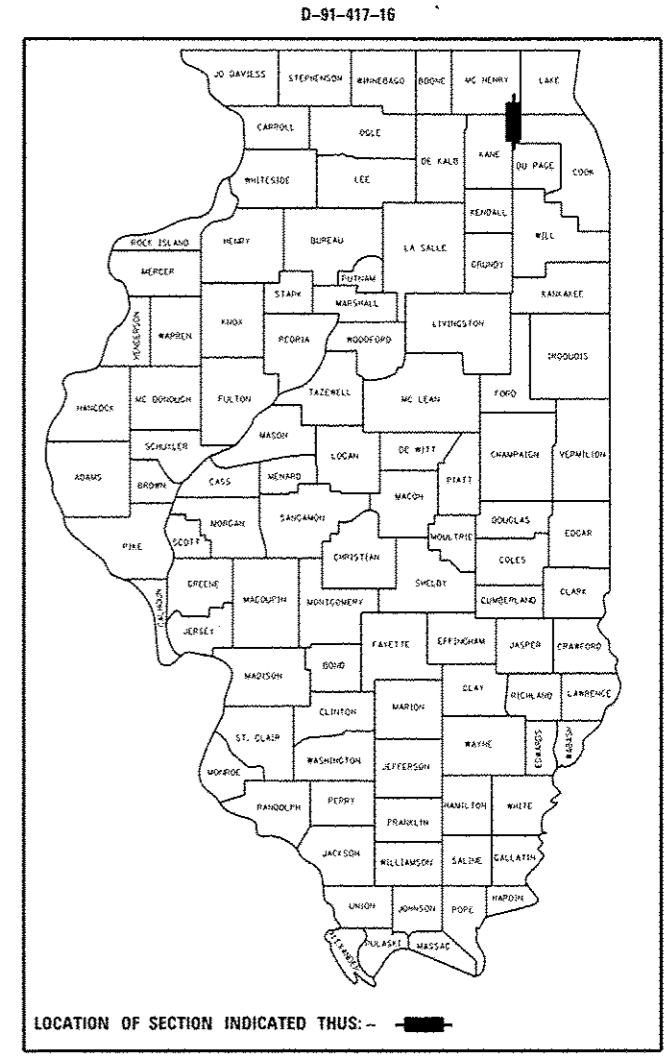 D-91-417-16
JO DAVIESS STEPHENSON WINNEBAGO BOONE MC HENRY LAKE
CARROLL OGLE DE KALB KANE DU PAGE COOK
WHITESIDE LEE
KENDALL
ROCK ISLAND HENRY BUREAU LA SALLE GRUNDY WILL
MERCER PUTNAM
STARK MARSHALL KANKAKEE
HENDERSON WARREN KNOX PEORIA WOODFORD LIVINGSTON
IROQUOIS
HANCOCK MC DONOUGH FULTON TAZEWELL MC LEAN FORD
MASON
SCHUYLER LOGAN DE WITT CHAMPAIGN VERMILION
ADAMS BROWN CASS MENARD PIATT
MACON
MORGAN SANGAMON DOUGLAS
PIKE SCOTT MOULTRIE EDGAR
CHRISTIAN COLES
GREENE SHELBY
CALHOUN MACOUPIN MONTGOMERY CUMBERLAND CLARK
JERSEY
FAYETTE EFFINGHAM JASPER CRAWFORD
MADISON BOND
CLAY RICHLAND LAWRENCE
CLINTON MARION
ST. CLAIR WAYNE EDWARDS WABASH
WASHINGTON JEFFERSON
MONROE
RANDOLPH PERRY HAMILTON WHITE
FRANKLIN
JACKSON WILLIAMSON SALINE GALLATIN
UNION JOHNSON POPE HARDIN
ALEXANDER PULASKI MASSAC
LOCATION OF SECTION INDICATED THUS: -